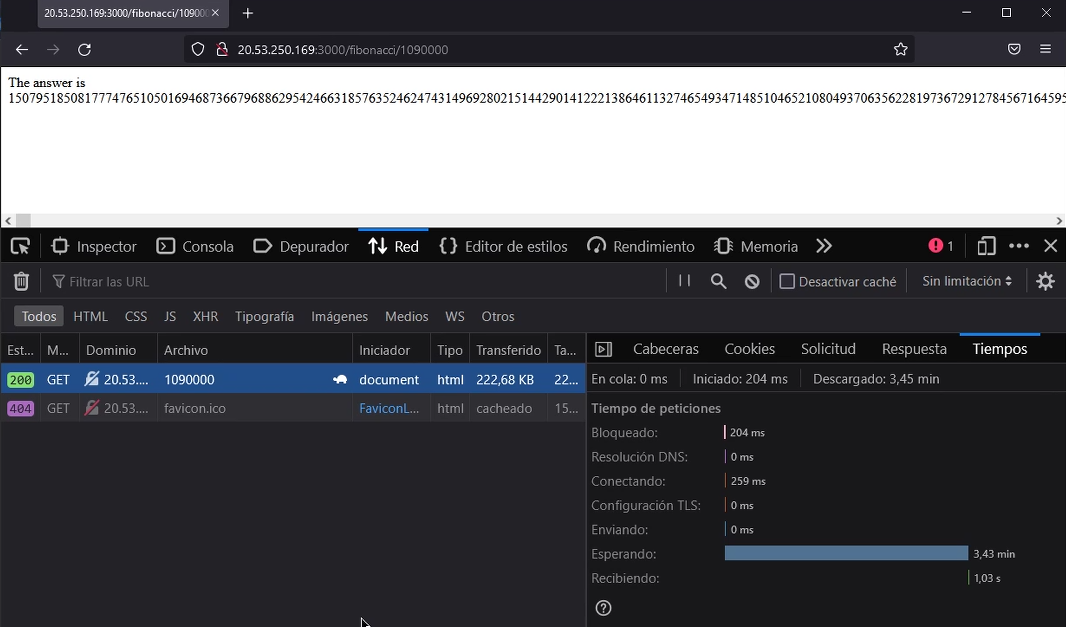 20.53.250.169:3000/fibonacci/10900
20.53.250.169:3000/fibonacci/1090000
The answer is
Inspector Consola Depurador Red Editor de estilos Rendimiento Memoria 1
Filtrar las URL Desactivar caché Sin limitación
Todos HTML CSS JS XHR Tipografía Imágenes Medios WS Otros
Est... M... Dominio Archivo Iniciador Tipo Transferido Ta... Cabeceras Cookies Solicitud Respuesta Tiempos
200 GET 20.53.... 1090000 document html 222,68 KB 22... En cola: 0 ms Iniciado: 204 ms Descargado: 3,45 min
404 GET 20.53.... favicon.ico FaviconL... html cacheado 15... Tiempo de peticiones
Bloqueado: 204 ms
Resolución DNS: 0 ms
Conectando: 259 ms
Configuración TLS: 0 ms
Enviando: 0 ms
Esperando: 3,43 min
Recibiendo: 1,03 s